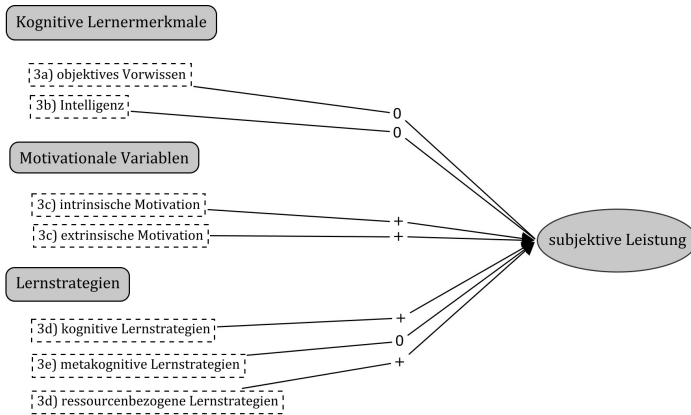 Kognitive Lernermerkmale
3a) objektives Vorwissen
0
3b) Intelligenz
0
Motivationale Variablen
3c) intrinsische Motivation
+
3c) extrinsische Motivation
+
subjektive Leistung
Lernstrategien
3d) kognitive Lernstrategien
+
3e) metakognitive Lernstrategien
0
3d) ressourcenbezogene Lernstrategien
+